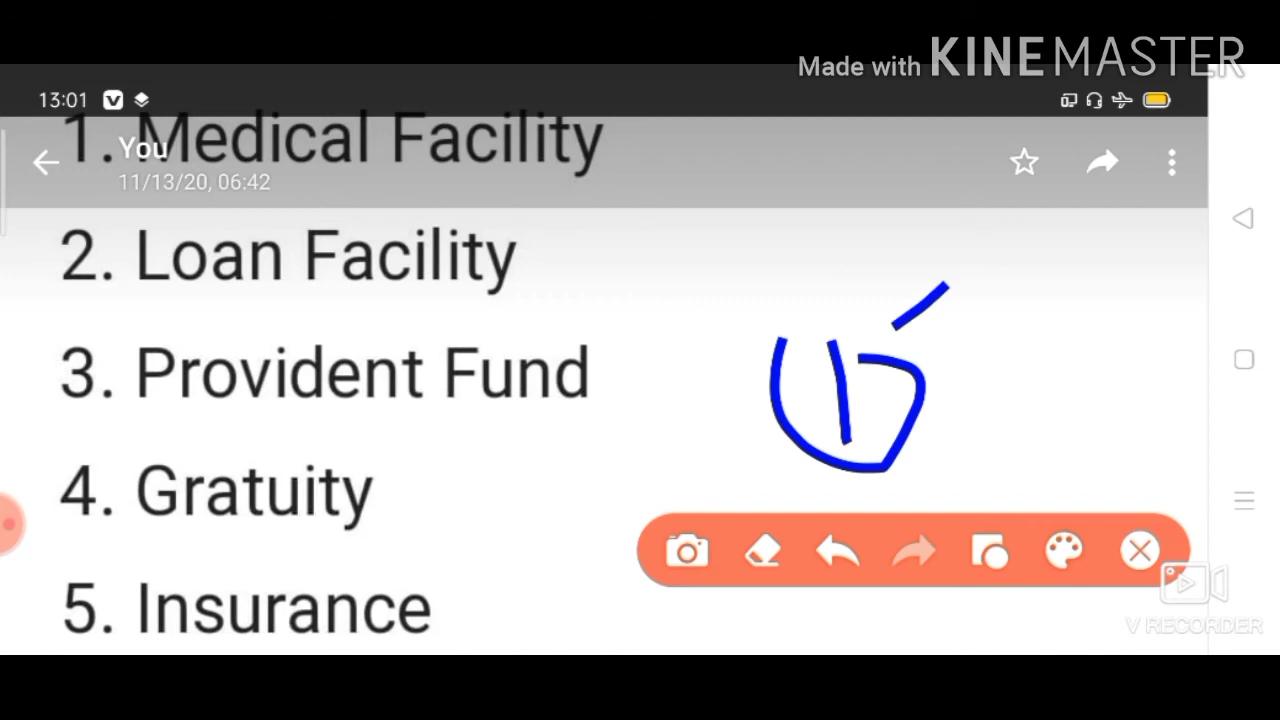 Made with KINEMASTER
13:01
1. Medical Facility
You
11/13/20, 06:42
2. Loan Facility
3. Provident Fund
4. Gratuity
5. Insurance
V RECORDER